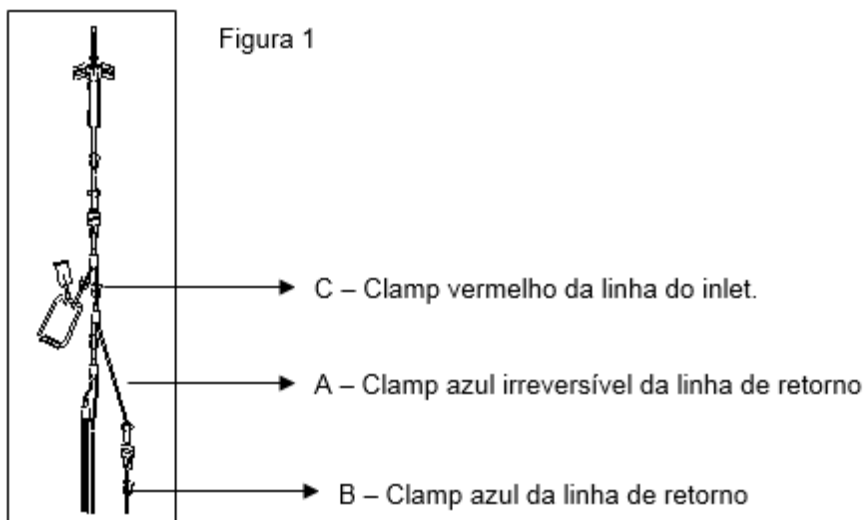 Figura 1
C – Clamp vermelho da linha do inlet.
A – Clamp azul irreversível da linha de retorno
B – Clamp azul da linha de retorno